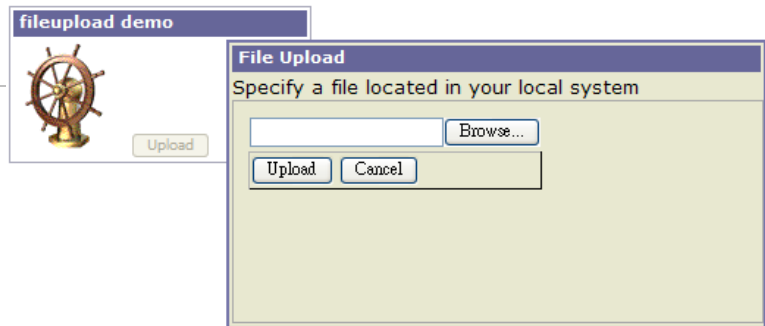 fileupload demo
Upload
File Upload
Specify a file located in your local system
Browse...
Upload Cancel